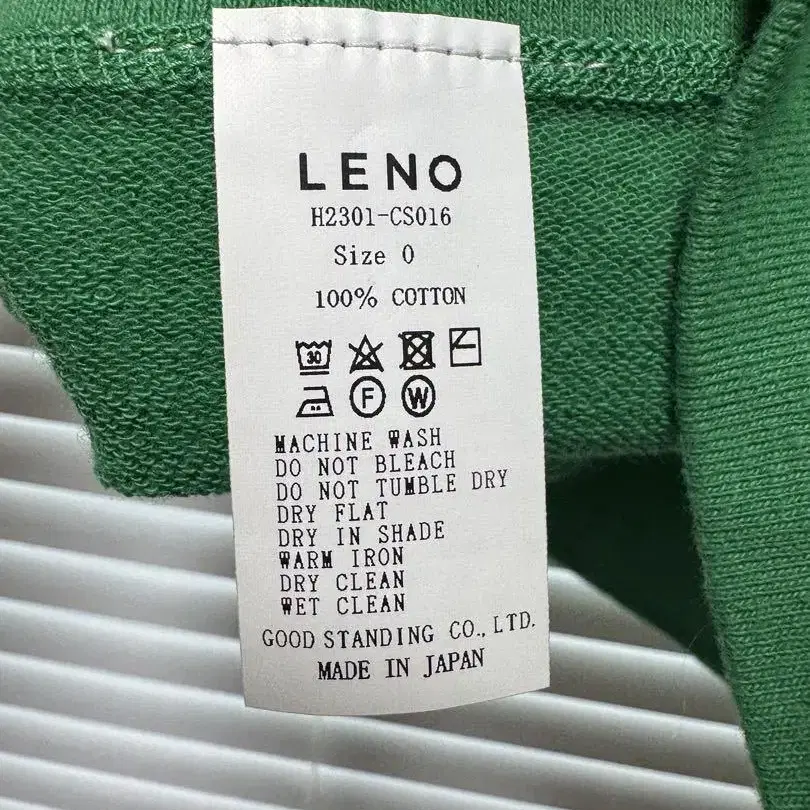 LENO
H2301-CS016
Size 0
100% COTTON
30
F W
MACHINE WASH
DO NOT BLEACH
DO NOT TUMBLE DRY
DRY FLAT
DRY IN SHADE
WARM IRON
DRY CLEAN
WET CLEAN
GOOD STANDING CO., LTD.
MADE IN JAPAN